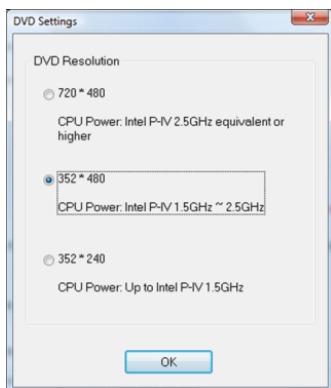 DVD Settings
DVD Resolution
720 * 480
CPU Power: Intel P-IV 2.5GHz equivalent or
higher
352 * 480
CPU Power: Intel P-IV 1.5GHz ~ 2.5GHz
352 * 240
CPU Power: Up to Intel P-IV 1.5GHz
OK